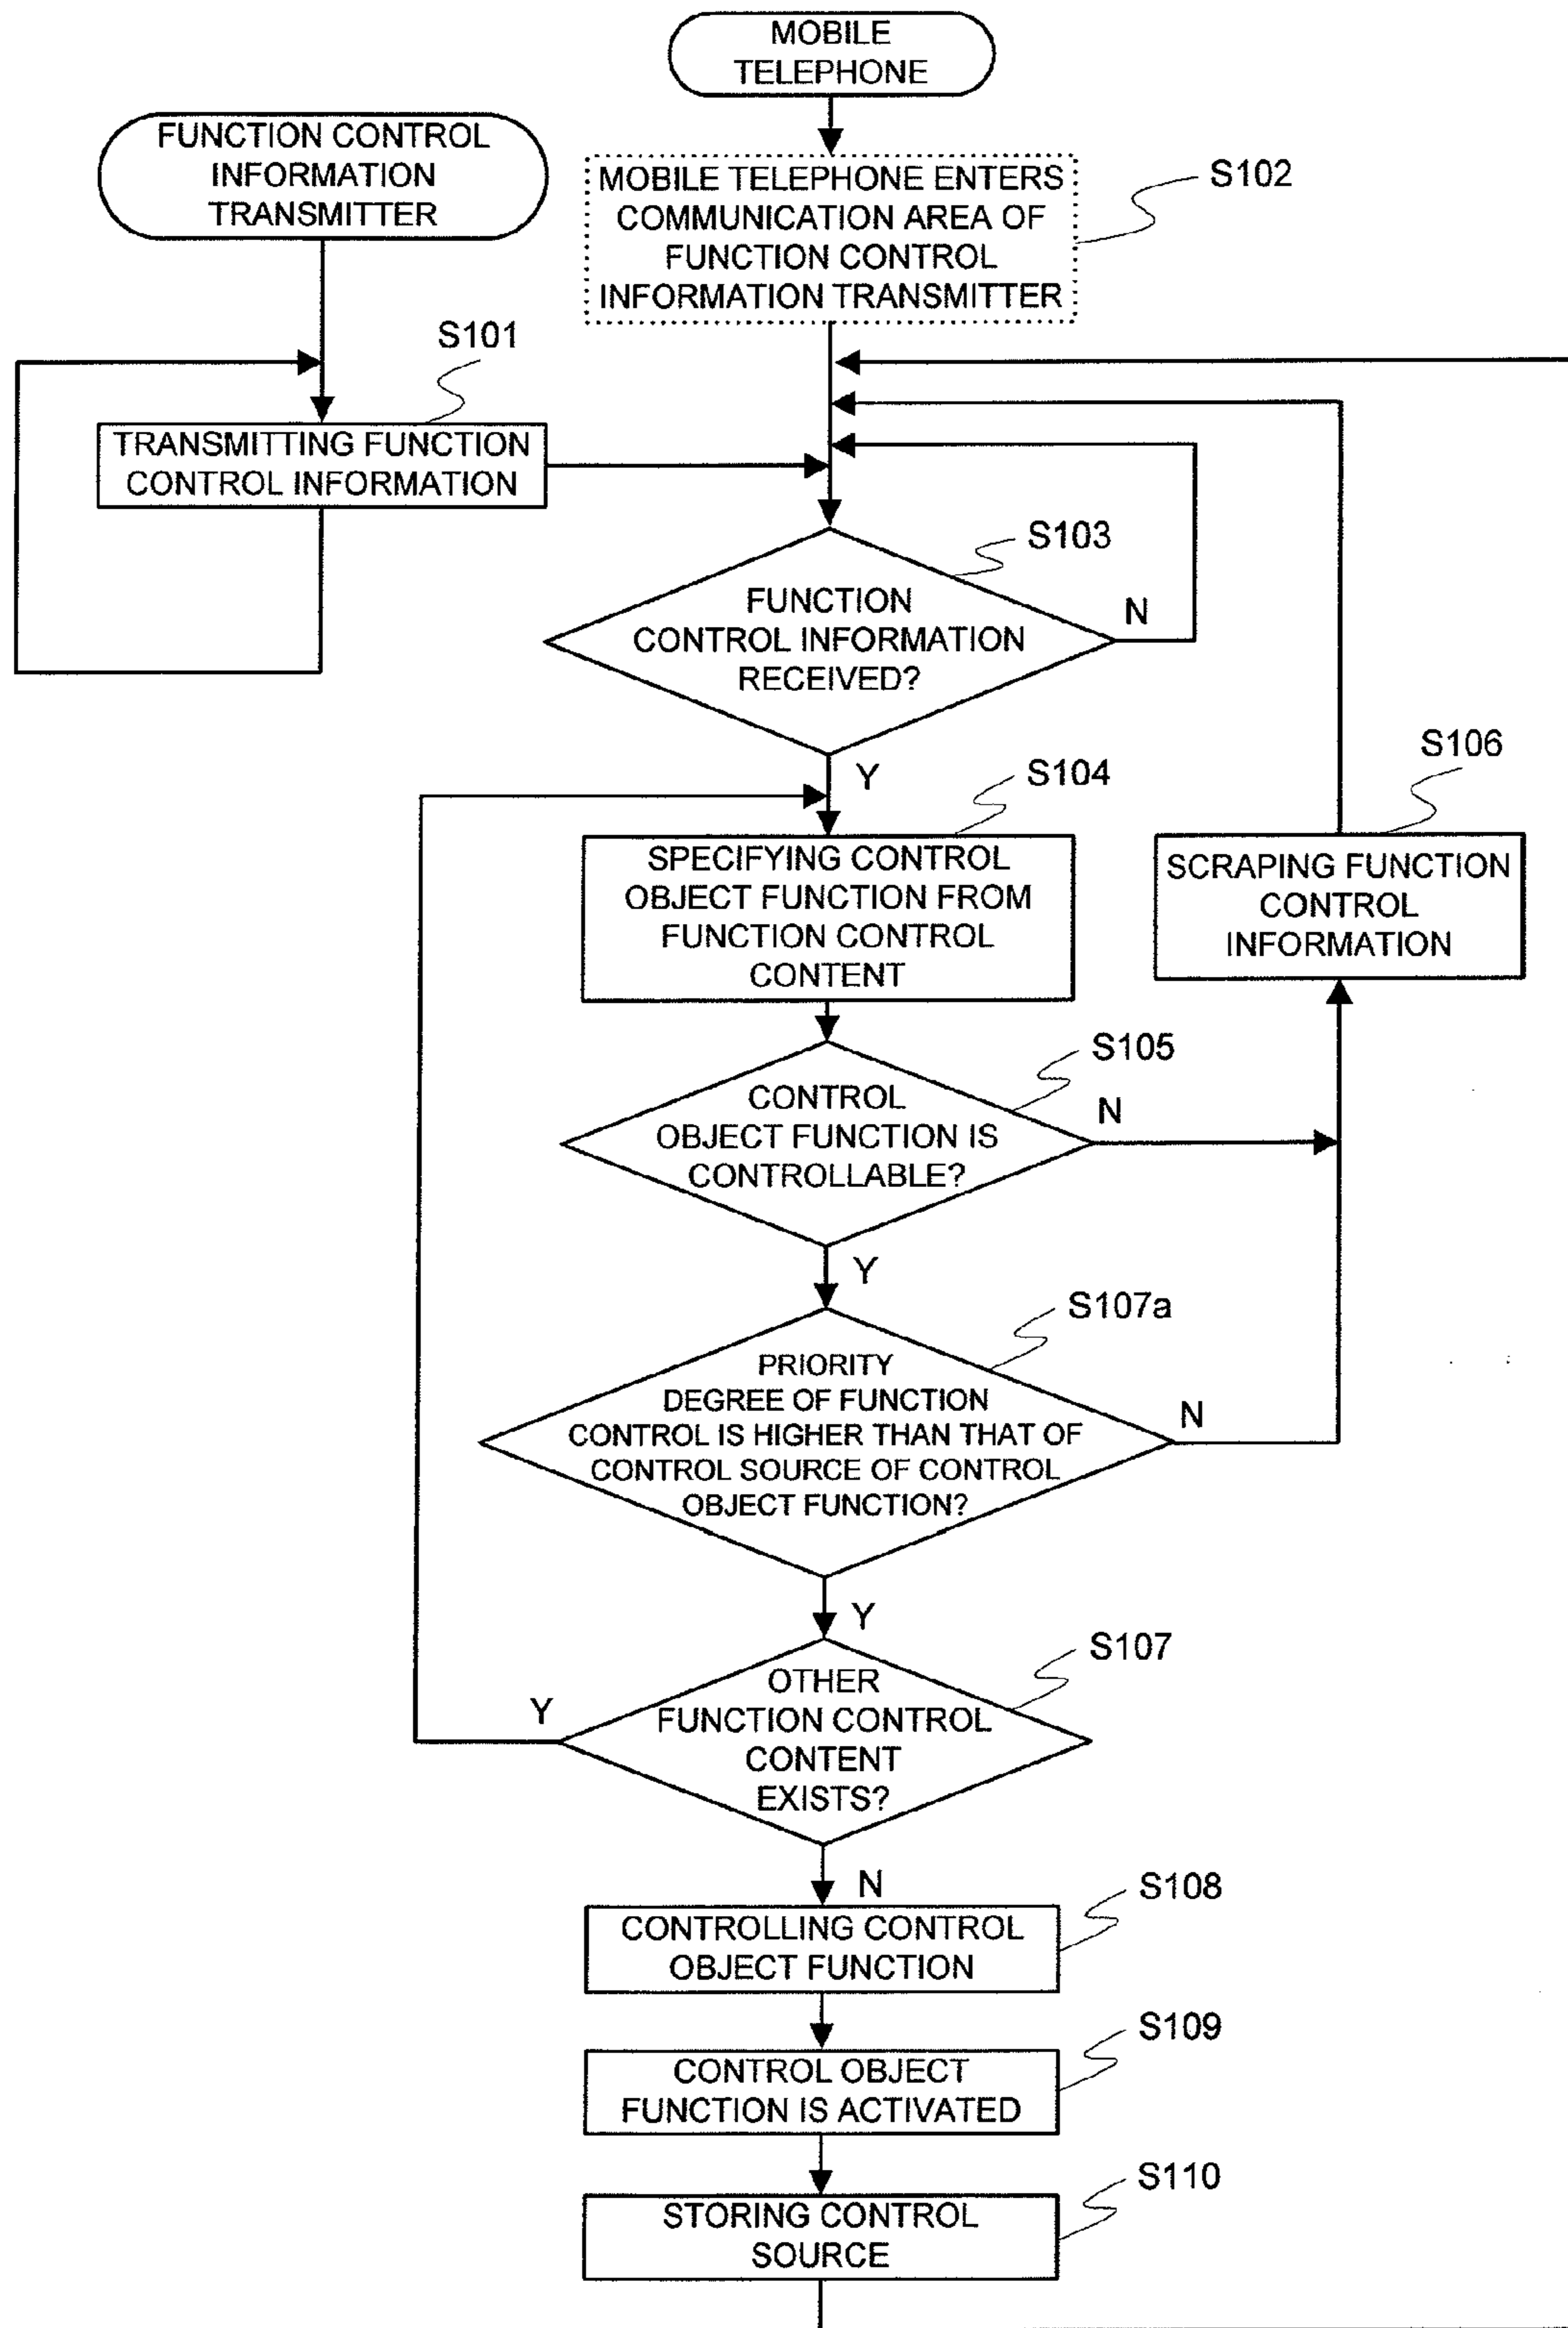 MOBILE
TELEPHONE
FUNCTION CONTROL
INFORMATION
TRANSMITTER
MOBILE TELEPHONE ENTERS
COMMUNICATION AREA OF
FUNCTION CONTROL
INFORMATION TRANSMITTER
S102
S101
TRANSMITTING FUNCTION
CONTROL INFORMATION
S103
FUNCTION
CONTROL INFORMATION
RECEIVED?
N
Y
S104
SPECIFYING CONTROL
OBJECT FUNCTION FROM
FUNCTION CONTROL
CONTENT
S106
SCRAPING FUNCTION
CONTROL
INFORMATION
S105
CONTROL
OBJECT FUNCTION IS
CONTROLLABLE?
N
Y
S107a
PRIORITY
DEGREE OF FUNCTION
CONTROL IS HIGHER THAN THAT OF
CONTROL SOURCE OF CONTROL
OBJECT FUNCTION?
N
Y
S107
OTHER
FUNCTION CONTROL
CONTENT
EXISTS?
Y
N
S108
CONTROLLING CONTROL
OBJECT FUNCTION
S109
CONTROL OBJECT
FUNCTION IS ACTIVATED
S110
STORING CONTROL
SOURCE